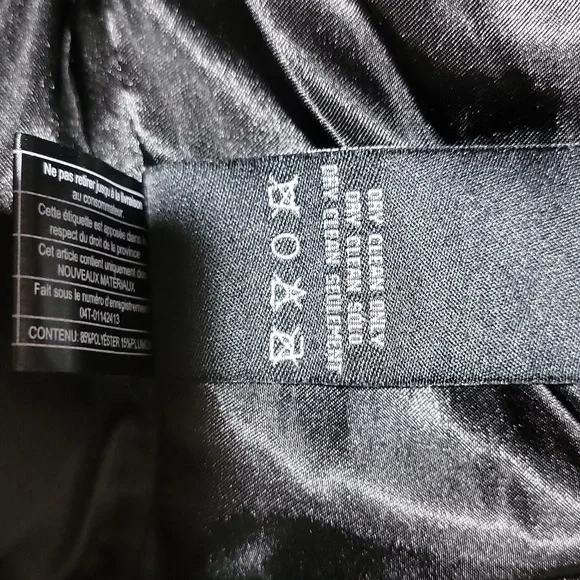 Ne pas retirer jusqu'à la livraison
au consommateur.
Cette étiquette est apposée dans le
respect du droit de la province
Cet article contient uniquement des
NOUVEAUX MATÉRIAUX.
Fait sous le numéro d'enregistrement
04T-01142413
CONTENU: 85%POLYÉSTER 15%PLUM
DRY CLEAN ONLY
DRY CLEAN SOLO
DRY CLEAN SEULEMENT